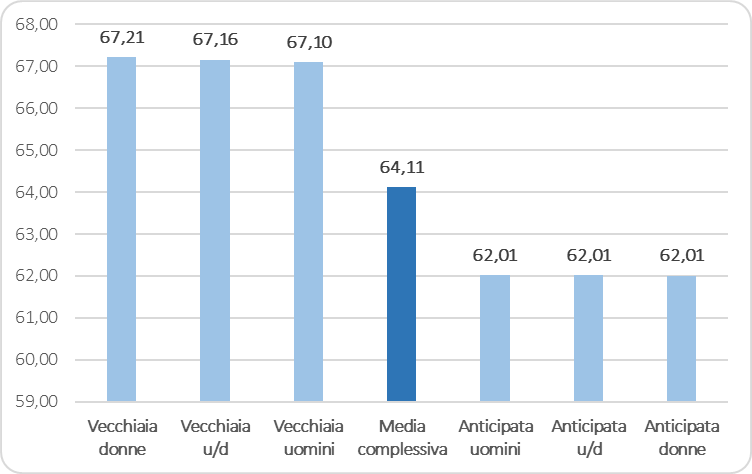 68,00
67,00
66,00
65,00
64,00
63,00
62,00
61,00
60,00
59,00
67,21
67,16
67,10
64,11
62,01
62,01
62,01
Vecchiaia
donne
Vecchiaia
u/d
Vecchiaia
uomini
Media
complessiva
Anticipata
uomini
Anticipata
u/d
Anticipata
donne